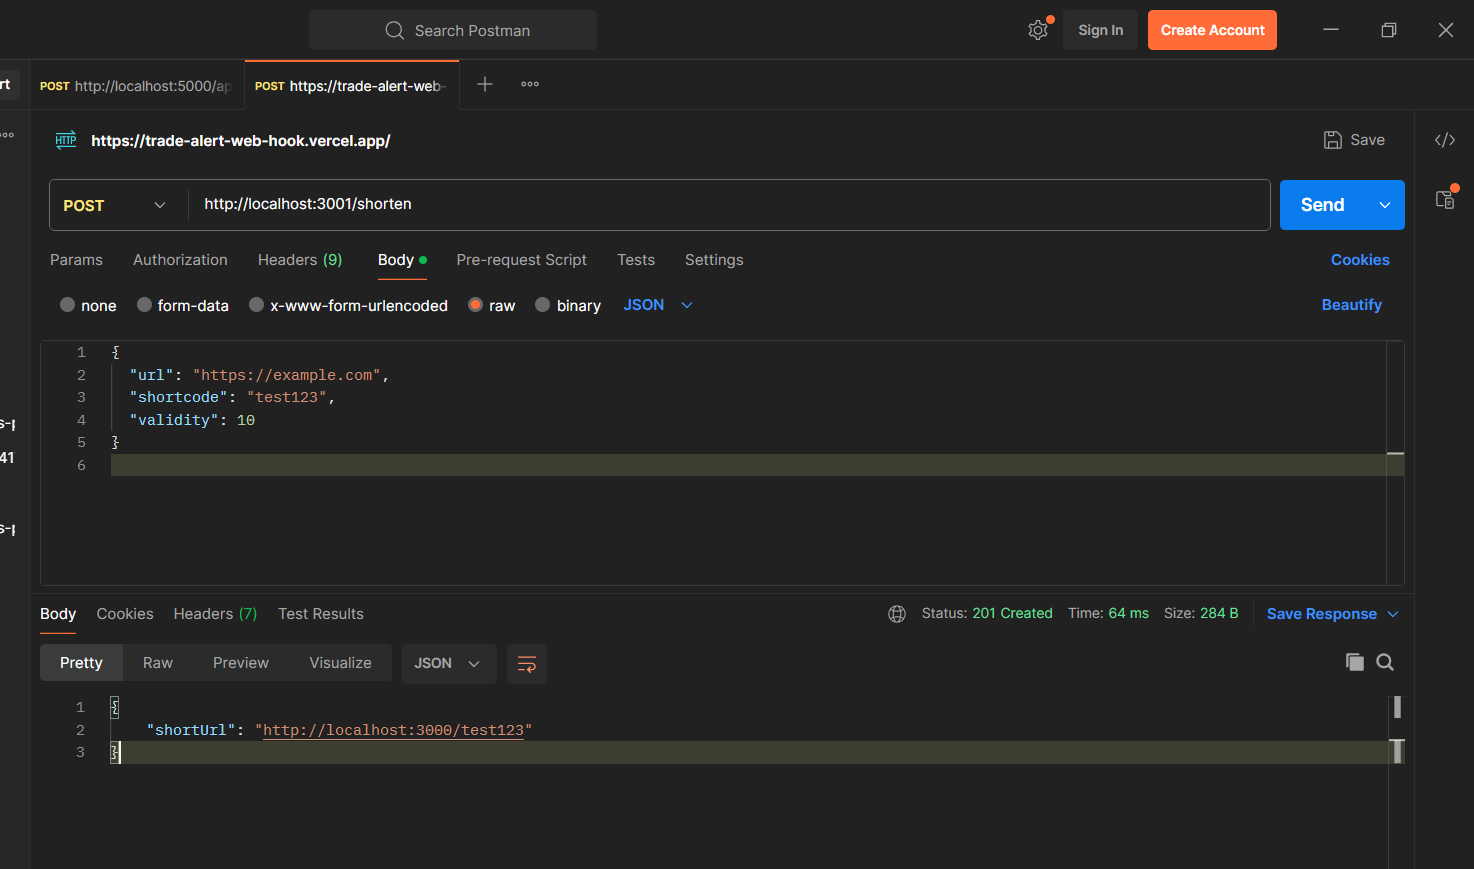 Search Postman
Sign In
Create Account
rt
POST http://localhost:5000/ap
POST https://trade-alert-web-
HTTP https://trade-alert-web-hook.vercel.app/
Save
POST
http://localhost:3001/shorten
Send
Params
Authorization
Headers (9)
Body
Pre-request Script
Tests
Settings
Cookies
none
form-data
x-www-form-urlencoded
raw
binary
JSON
Beautify
1 {
2 "url": "https://example.com",
3 "shortcode": "test123",
4 "validity": 10
5 }
6
s-p
41
s-p
Body
Cookies
Headers (7)
Test Results
Status: 201 Created
Time: 64 ms
Size: 284 B
Save Response
Pretty
Raw
Preview
Visualize
JSON
1 {
2 "shortUrl": "http://localhost:3000/test123"
3 }